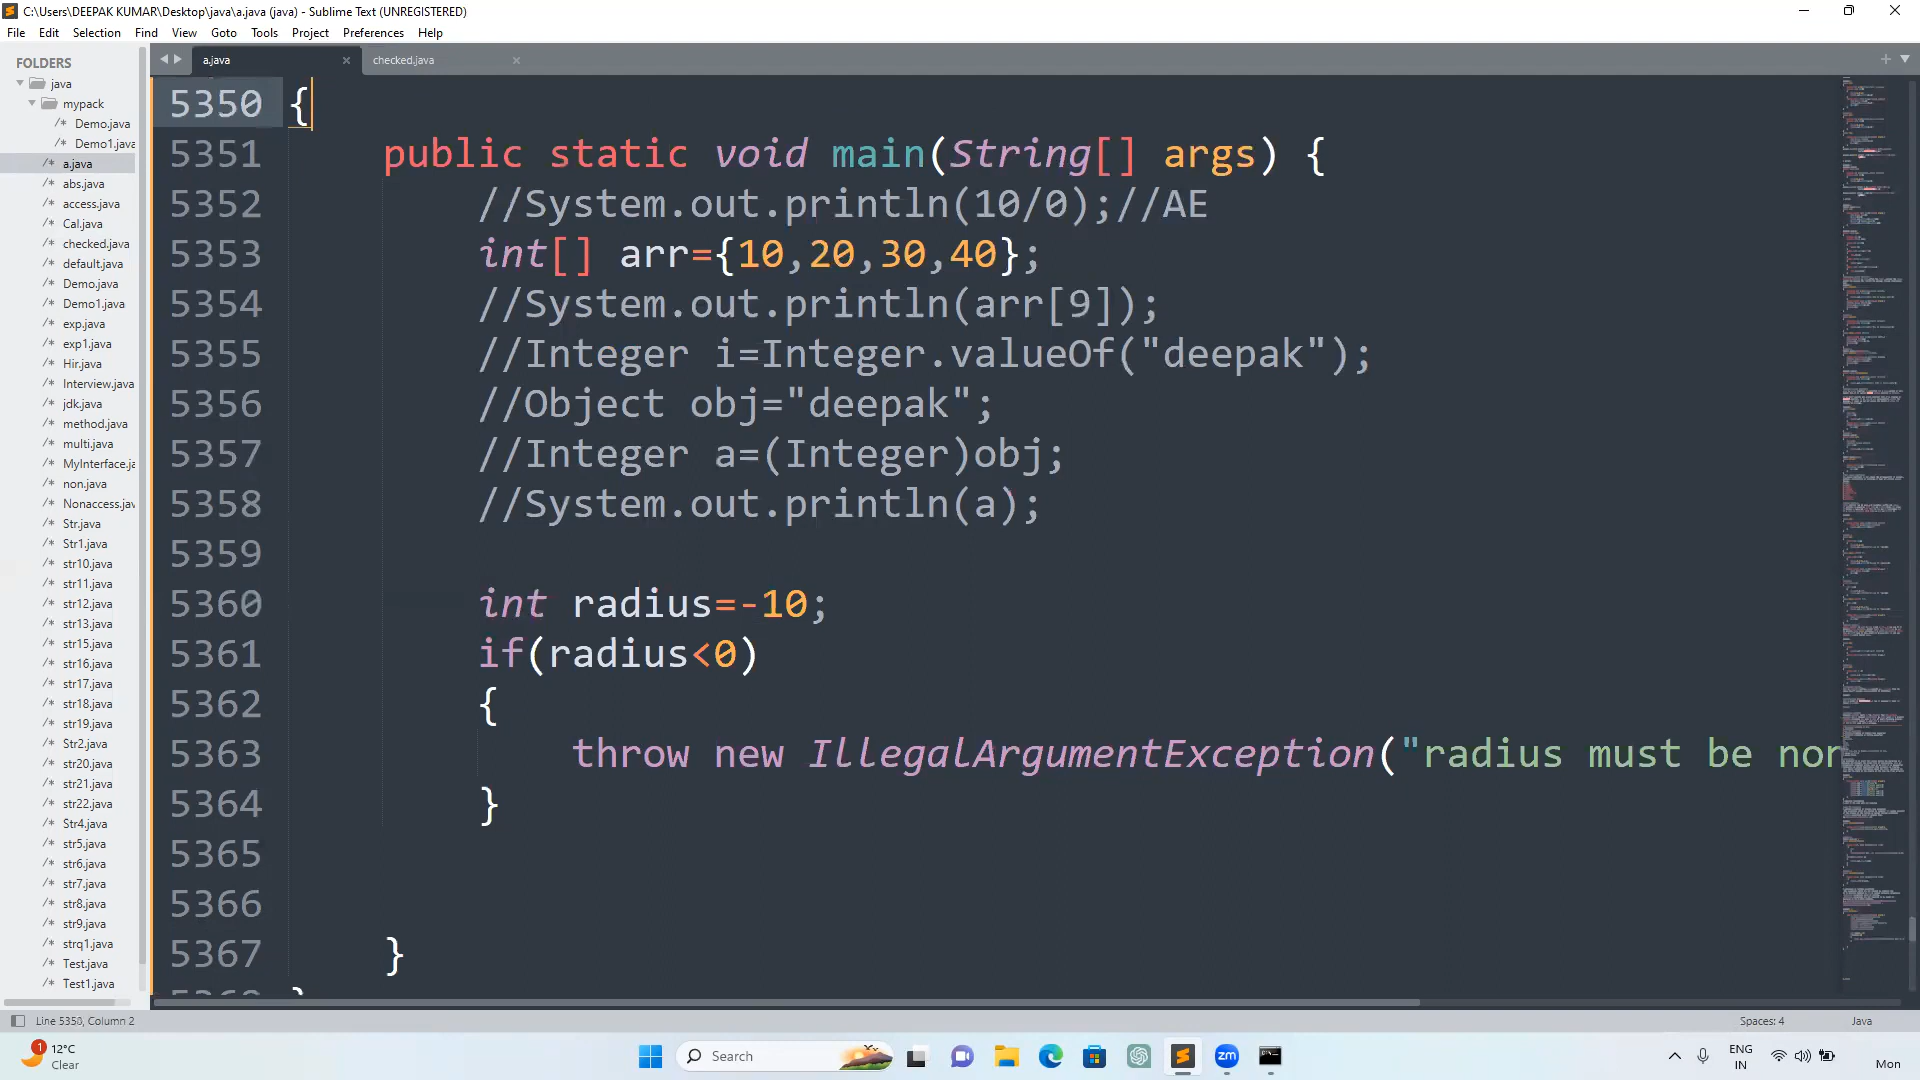 C:\Users\DEEPAK KUMAR\Desktop\java\a.java (java) - Sublime Text (UNREGISTERED)
File Edit Selection Find View Goto Tools Project Preferences Help
FOLDERS
java
mypack
/* Demo.java
/* Demo1.java
/* a.java
/* abs.java
/* access.java
/* Cal.java
/* checked.java
/* default.java
/* Demo.java
/* Demo1.java
/* exp.java
/* exp1.java
/* Hir.java
/* Interview.java
/* jdk.java
/* method.java
/* multi.java
/* MyInterface.ja
/* non.java
/* Nonaccess.jav
/* Str.java
/* Str1.java
/* str10.java
/* str11.java
/* str12.java
/* str13.java
/* str15.java
/* str16.java
/* str17.java
/* str18.java
/* str19.java
/* Str2.java
/* str20.java
/* str21.java
/* str22.java
/* Str4.java
/* str5.java
/* str6.java
/* str7.java
/* str8.java
/* str9.java
/* strq1.java
/* Test.java
/* Test1.java
a.java checked.java
5350 {
5351 public static void main(String[] args) {
5352 //System.out.println(10/0);//AE
5353 int[] arr={10,20,30,40};
5354 //System.out.println(arr[9]);
5355 //Integer i=Integer.valueOf("deepak");
5356 //Object obj="deepak";
5357 //Integer a=(Integer)obj;
5358 //System.out.println(a);
5359
5360 int radius=-10;
5361 if(radius<0)
5362 {
5363 throw new IllegalArgumentException("radius must be non
5364 }
5365
5366
5367 }
Line 5358, Column 2
Spaces: 4 Java
1
12°C
Clear
Search
zm
ENG
IN
Mon